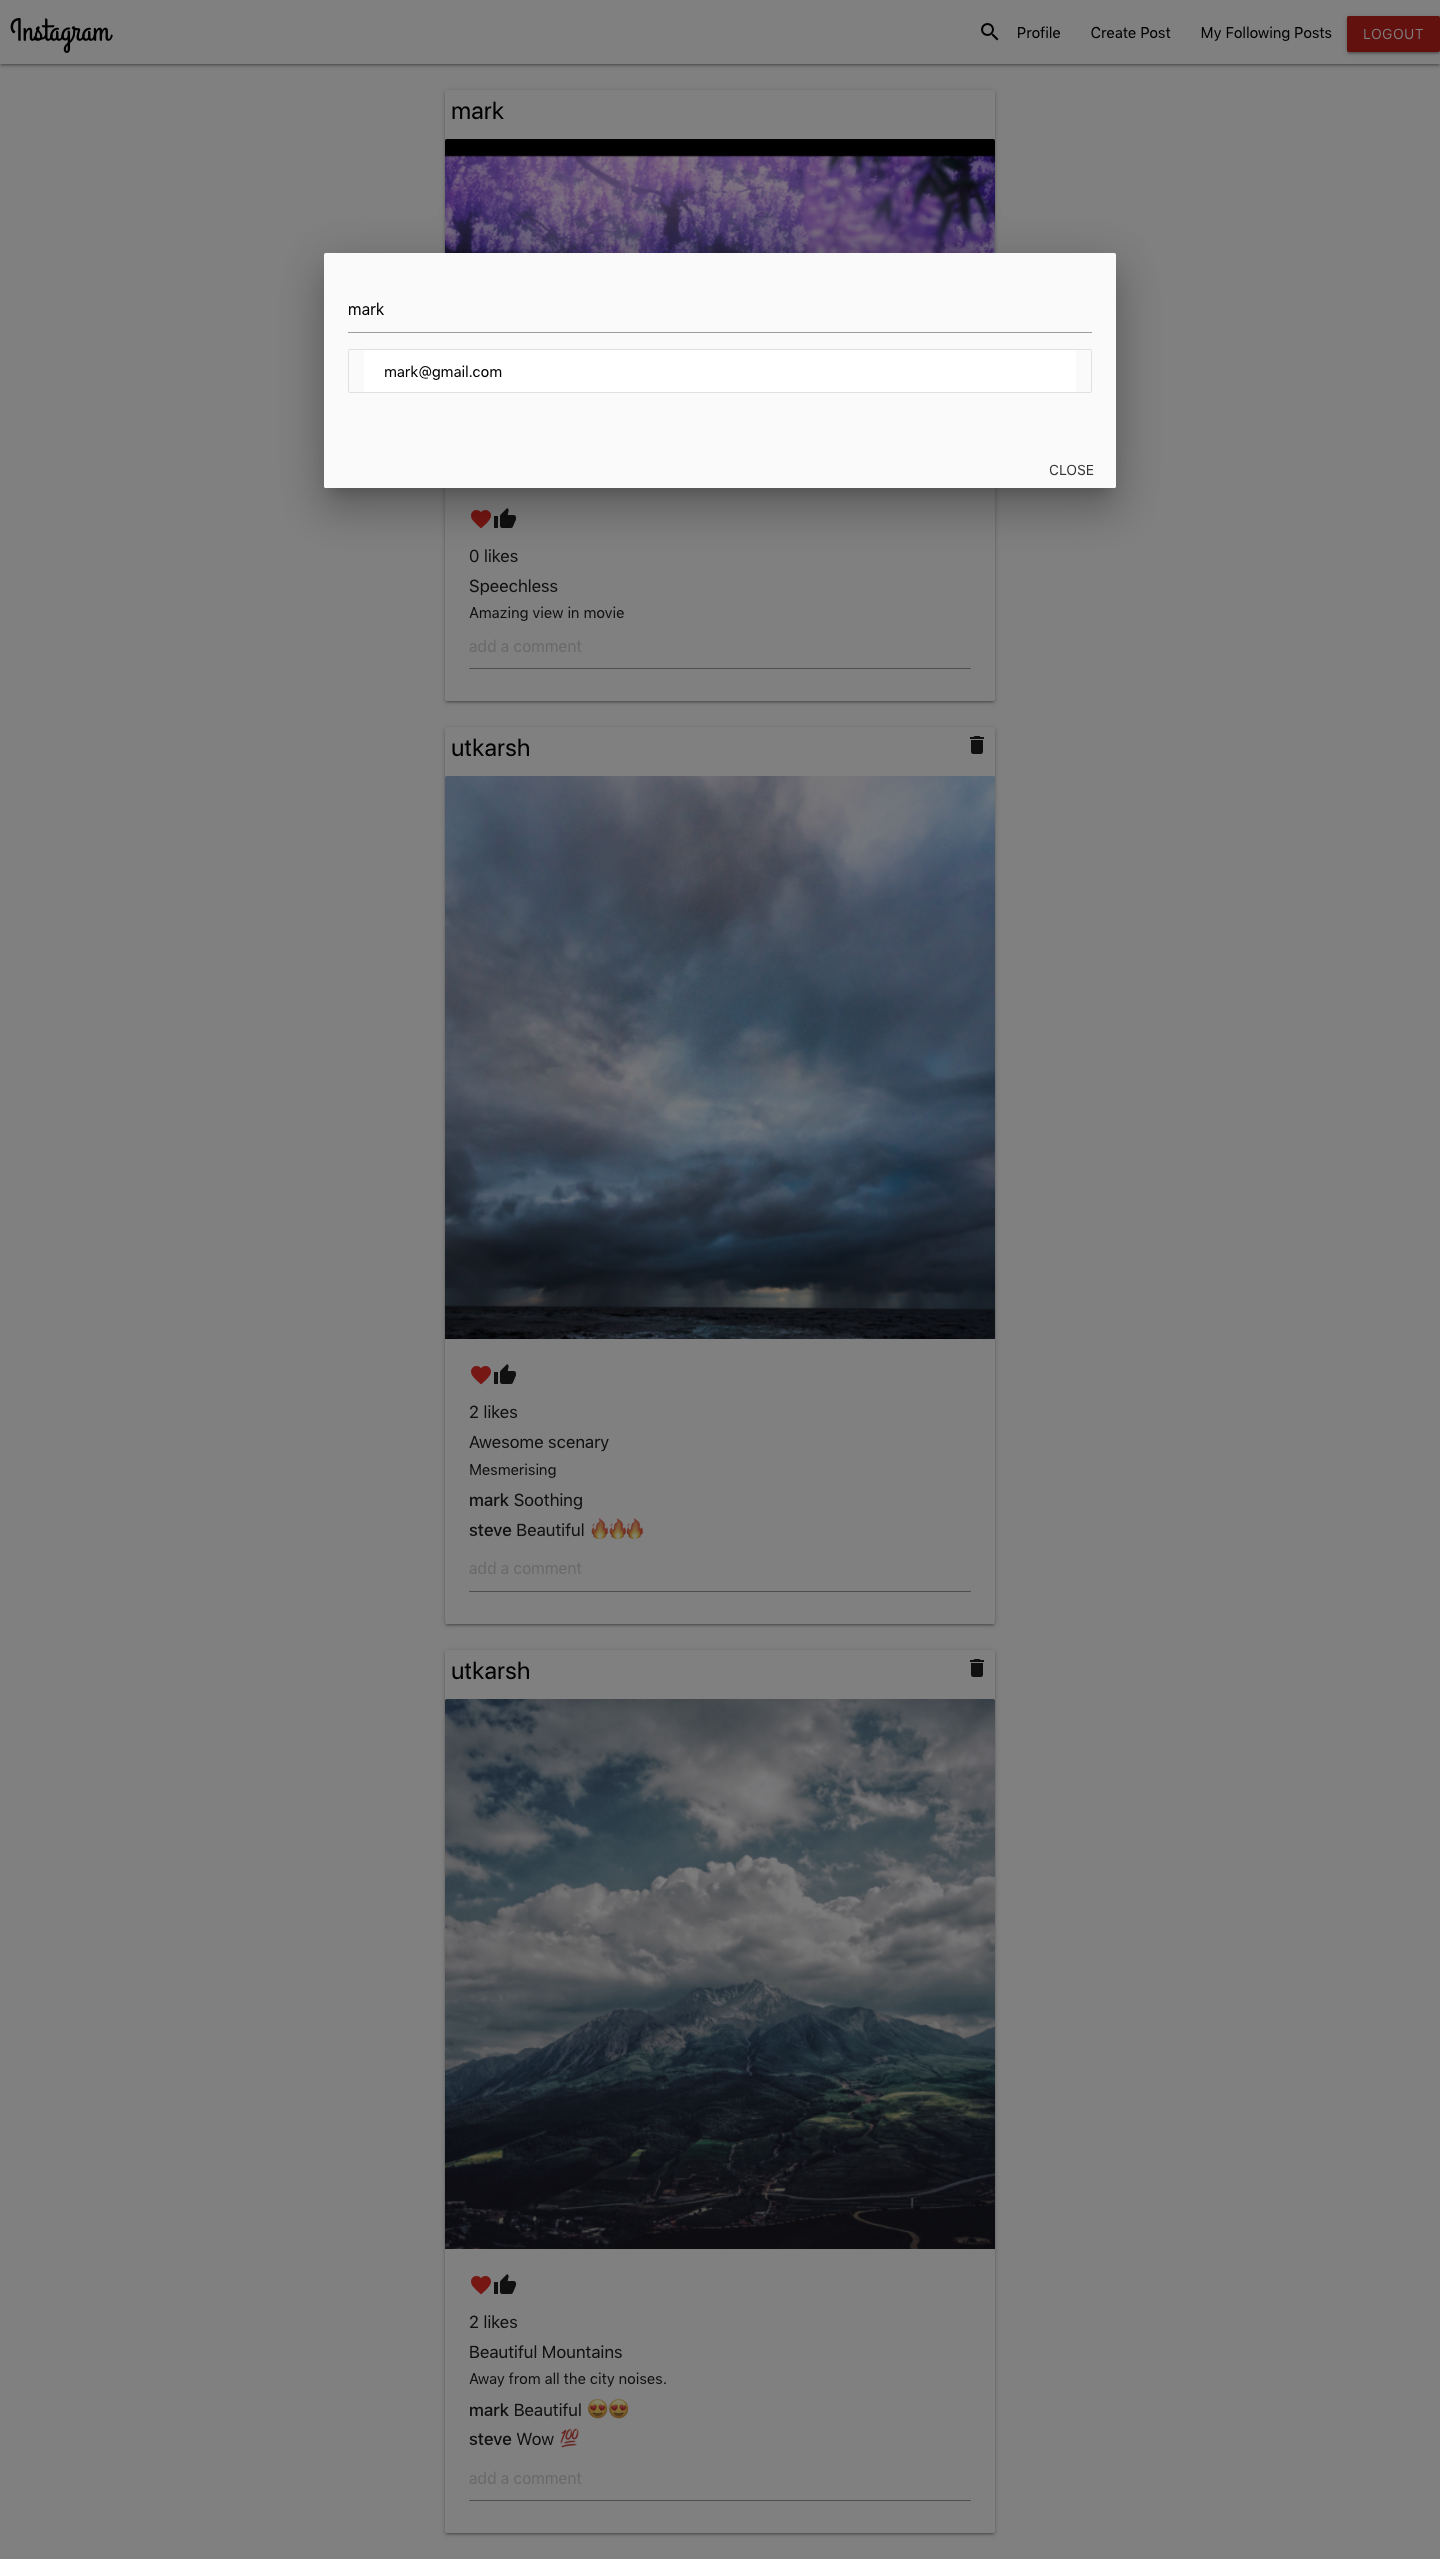 Instagram
Profile Create Post My Following Posts LOGOUT
mark
mark
mark@gmail.com
CLOSE
0 likes
Speechless
Amazing view in movie
add a comment
utkarsh
2 likes
Awesome scenary
Mesmerising
mark Soothing
steve Beautiful 🔥🔥🔥
add a comment
utkarsh
2 likes
Beautiful Mountains
Away from all the city noises.
mark Beautiful 😍😍
steve Wow 💯
add a comment